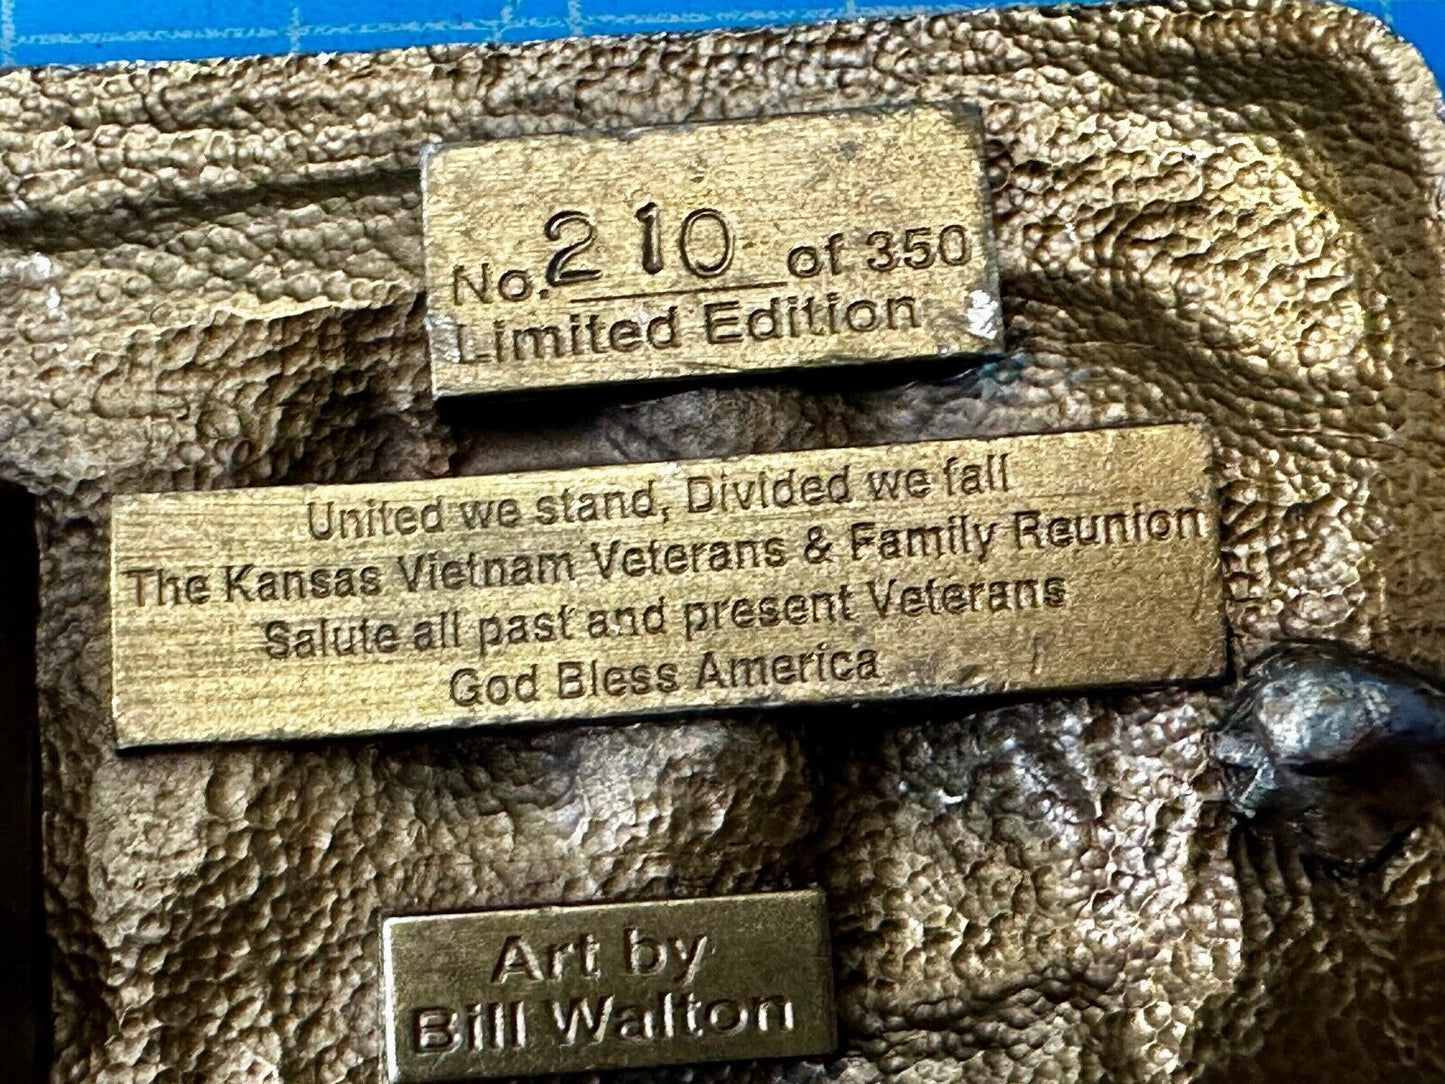 No. 210 of 350
Limited Edition
United we stand, Divided we fall
The Kansas Vietnam Veterans & Family Reunion
Salute all past and present Veterans
God Bless America
Art by
Bill Walton